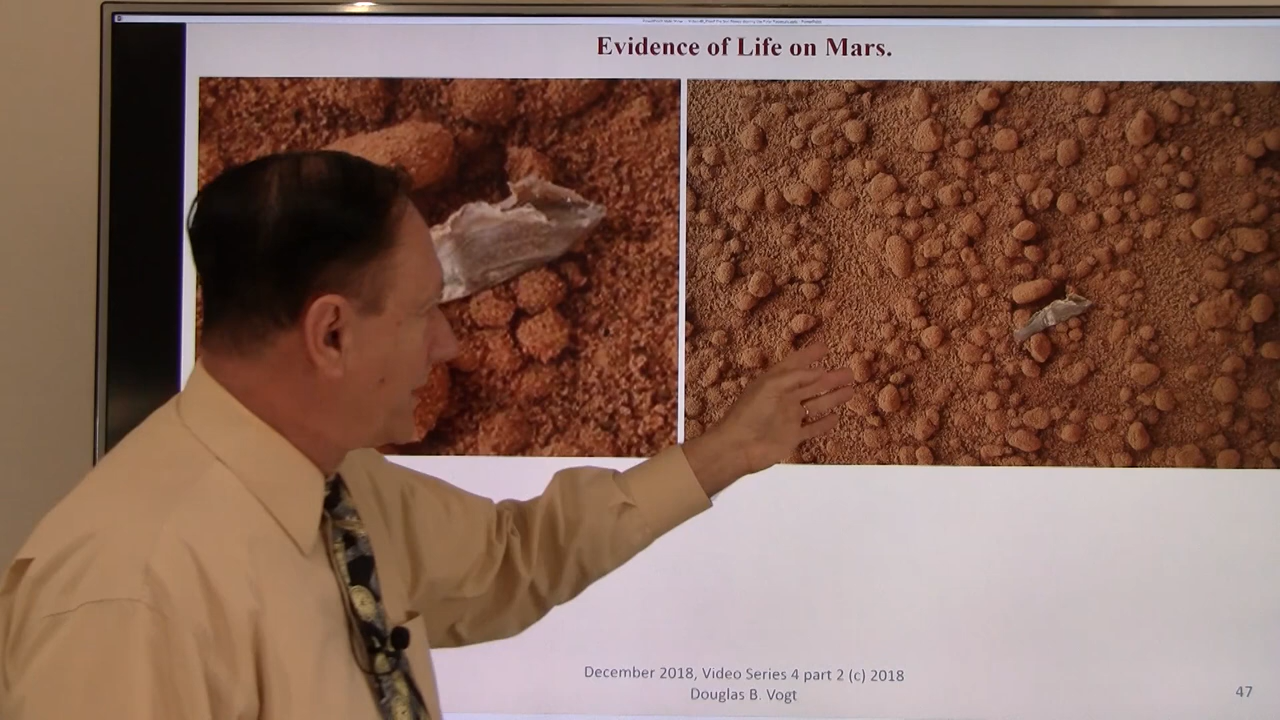 Evidence of Life on Mars.
December 2018, Video Series 4 part 2 (c) 2018
Douglas B. Vogt
47